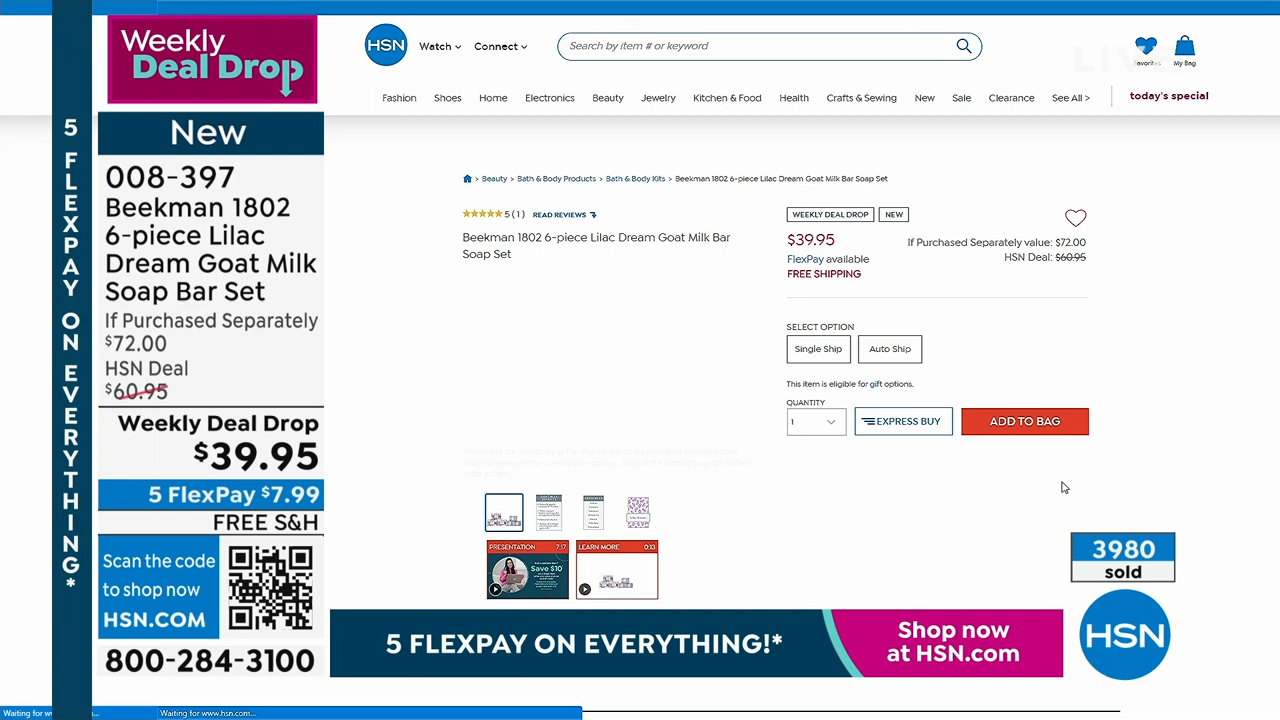 5 FLEXPAY ON EVERYTHING*
Weekly
Deal Drop
New
008-397
Beekman 1802
6-piece Lilac
Dream Goat Milk
Soap Bar Set
If Purchased Separately
$72.00
HSN Deal
$60.95
Weekly Deal Drop
$39.95
5 FlexPay $7.99
FREE S&H
Scan the code
to shop now
HSN.COM
800-284-3100
HSN
Watch
Connect
Search by item # or keyword
LIVE
Favorites
My Bag
Fashion Shoes Home Electronics Beauty Jewelry Kitchen & Food Health Crafts & Sewing New Sale Clearance See All > today's special
> Beauty > Bath & Body Products > Bath & Body Kits > Beekman 1802 6-piece Lilac Dream Goat Milk Bar Soap Set
5 (1) READ REVIEWS
Beekman 1802 6-piece Lilac Dream Goat Milk Bar
Soap Set
WEEKLY DEAL DROP NEW
$39.95
If Purchased Separately value: $72.00
FlexPay available
HSN Deal: $60.95
FREE SHIPPING
SELECT OPTION
Single Ship Auto Ship
This item is eligible for gift options.
QUANTITY
1
EXPRESS BUY
ADD TO BAG
PRESENTATION 7:17
Save $10
LEARN MORE 0:13
3980
sold
5 FLEXPAY ON EVERYTHING!*
Shop now
at HSN.com
HSN
Waiting for www.hsn.com...